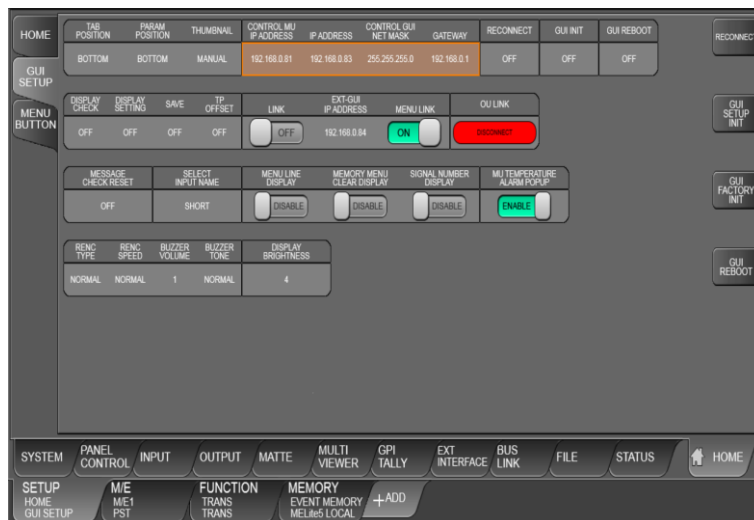 HOME
GUI
SETUP
MENU
BUTTON
TAB
POSITION
PARAM
POSITION
THUMBNAIL
CONTROL MU
IP ADDRESS
IP ADDRESS
CONTROL GUI
NET MASK
GATEWAY
RECONNECT
GUI INIT
GUI REBOOT
BOTTOM
BOTTOM
MANUAL
192.168.0.81
192.168.0.83
255.255.255.0
192.168.0.1
OFF
OFF
OFF
DISPLAY
CHECK
DISPLAY
SETTING
SAVE
TP
OFFSET
LINK
EXT-GUI
IP ADDRESS
MENU LINK
OU LINK
OFF
OFF
OFF
OFF
OFF
192.168.0.84
ON
DISCONNECT
MESSAGE
CHECK RESET
SELECT
INPUT NAME
MENU LINE
DISPLAY
MEMORY MENU
CLEAR DISPLAY
SIGNAL NUMBER
DISPLAY
MU TEMPERATURE
ALARM POPUP
OFF
SHORT
DISABLE
DISABLE
DISABLE
ENABLE
RENC
TYPE
RENC
SPEED
BUZZER
VOLUME
BUZZER
TONE
DISPLAY
BRIGHTNESS
NORMAL
NORMAL
1
NORMAL
4
RECONNECT
GUI
SETUP
INIT
GUI
FACTORY
INIT
GUI
REBOOT
SYSTEM
PANEL
CONTROL
INPUT
OUTPUT
MATTE
MULTI
VIEWER
GPI
TALLY
EXT
INTERFACE
BUS
LINK
FILE
STATUS
HOME
SETUP
HOME
GUI SETUP
M/E
M/E1
PST
FUNCTION
TRANS
TRANS
MEMORY
EVENT MEMORY
MELite5 LOCAL
+ADD